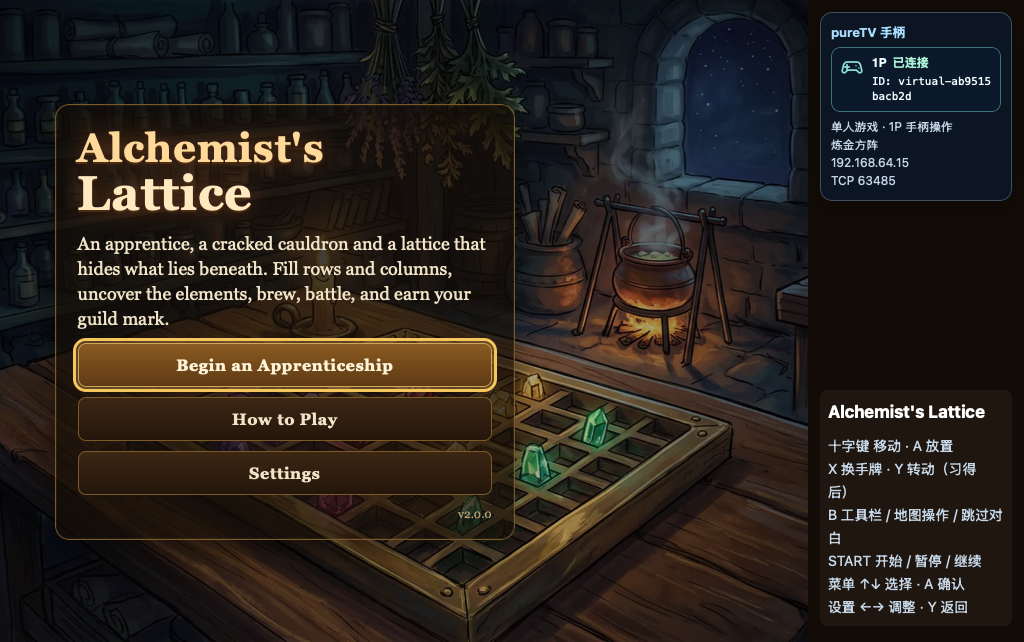 Alchemist's
Lattice
An apprentice, a cracked cauldron and a lattice that
hides what lies beneath. Fill rows and columns,
uncover the elements, brew, battle, and earn your
guild mark.
Begin an Apprenticeship
How to Play
Settings
v2.0.0
pureTV 手柄
1P 已连接
ID: virtual-ab9515
bacb2d
单人游戏 · 1P 手柄操作
炼金方阵
192.168.64.15
TCP 63485
Alchemist's Lattice
十字键 移动 · A 放置
X 换手牌 · Y 转动（习得
后）
B 工具栏 / 地图操作 / 跳过对
白
START 开始 / 暂停 / 继续
菜单 ↑↓ 选择 · A 确认
设置 ←→ 调整 · Y 返回